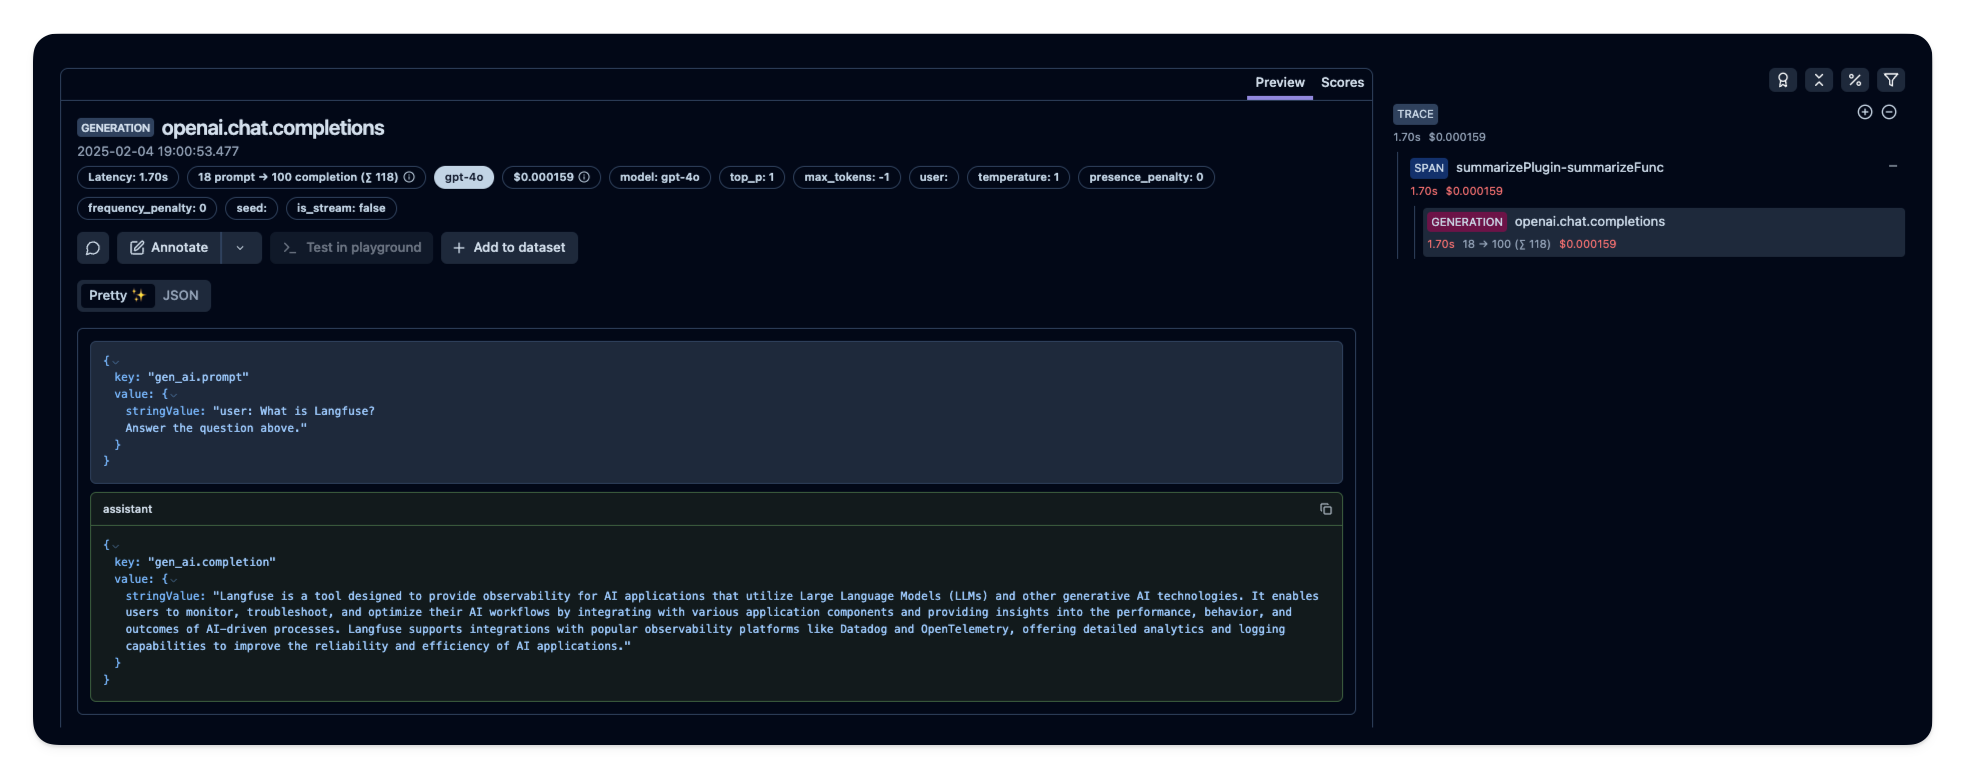 Preview Scores
GENERATION openai.chat.completions
2025-02-04 19:00:53.477
Latency: 1.70s 18 prompt → 100 completion (∑ 118) gpt-4o $0.000159 model: gpt-4o top_p: 1 max_tokens: -1 user: temperature: 1 presence_penalty: 0
frequency_penalty: 0 seed: is_stream: false
Annotate Test in playground + Add to dataset
Pretty ✨ JSON
{
key: "gen_ai.prompt"
value: {
stringValue: "user: What is Langfuse?
Answer the question above."
}
}
assistant
{
key: "gen_ai.completion"
value: {
stringValue: "Langfuse is a tool designed to provide observability for AI applications that utilize Large Language Models (LLMs) and other generative AI technologies. It enables
users to monitor, troubleshoot, and optimize their AI workflows by integrating with various application components and providing insights into the performance, behavior, and
outcomes of AI-driven processes. Langfuse supports integrations with popular observability platforms like Datadog and OpenTelemetry, offering detailed analytics and logging
capabilities to improve the reliability and efficiency of AI applications."
}
}
TRACE
1.70s $0.000159
SPAN summarizePlugin-summarizeFunc
1.70s $0.000159
GENERATION openai.chat.completions
1.70s 18 → 100 (∑ 118) $0.000159